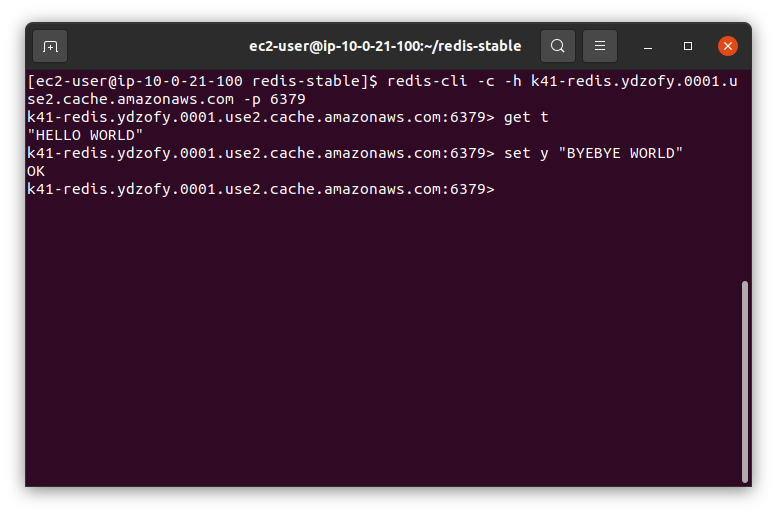 ec2-user@ip-10-0-21-100:~/redis-stable
[ec2-user@ip-10-0-21-100 redis-stable]$ redis-cli -c -h k41-redis.ydzofy.0001.u
se2.cache.amazonaws.com -p 6379
k41-redis.ydzofy.0001.use2.cache.amazonaws.com:6379> get t
"HELLO WORLD"
k41-redis.ydzofy.0001.use2.cache.amazonaws.com:6379> set y "BYEBYE WORLD"
OK
k41-redis.ydzofy.0001.use2.cache.amazonaws.com:6379>